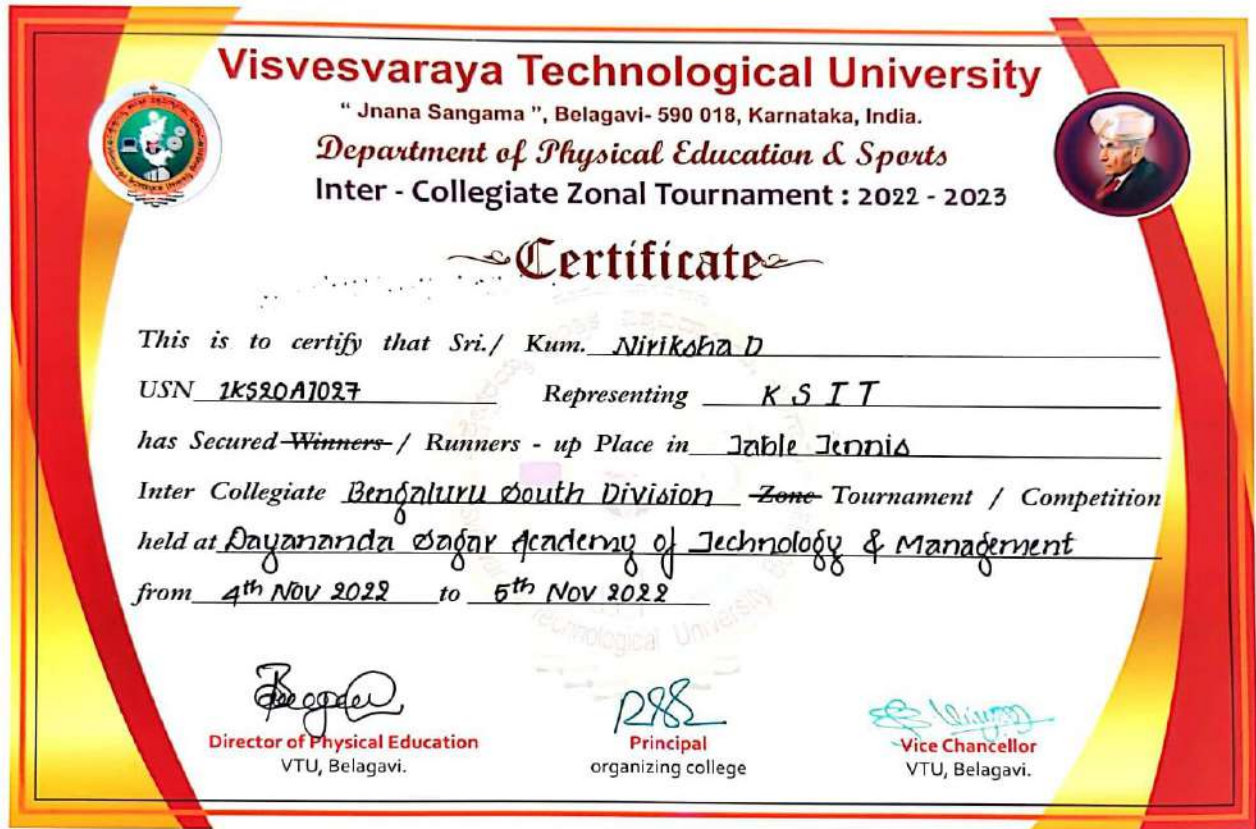 Visvesvaraya Technological University
“ Jnana Sangama ”, Belagavi- 590 018, Karnataka, India.
Department of Physical Education & Sports
Inter - Collegiate Zonal Tournament : 2022 - 2023
Certificate
This is to certify that Sri./ Kum. Niriksha D
USN 1KS20AI027 Representing K S I T
has Secured Winners / Runners - up Place in Table Tennis
Inter Collegiate Bengaluru South Division Zone Tournament / Competition
held at Dayananda Sagar Academy of Technology & Management
from 4th Nov 2022 to 5th Nov 2022
Director of Physical Education
VTU, Belagavi.
Principal
organizing college
Vice Chancellor
VTU, Belagavi.